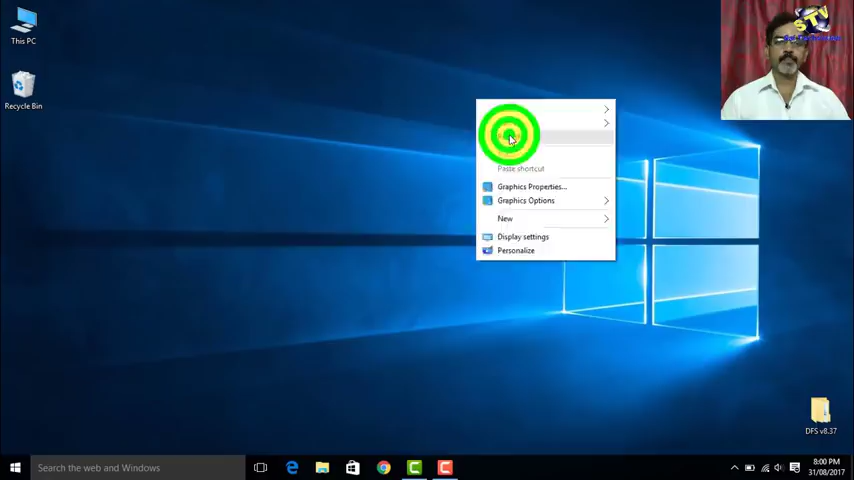 This PC
Recycle Bin
STV
Paste shortcut
Graphics Properties...
Graphics Options
New
Display settings
Personalize
DFS v8.37
Search the web and Windows
8:00 PM
31/08/2017